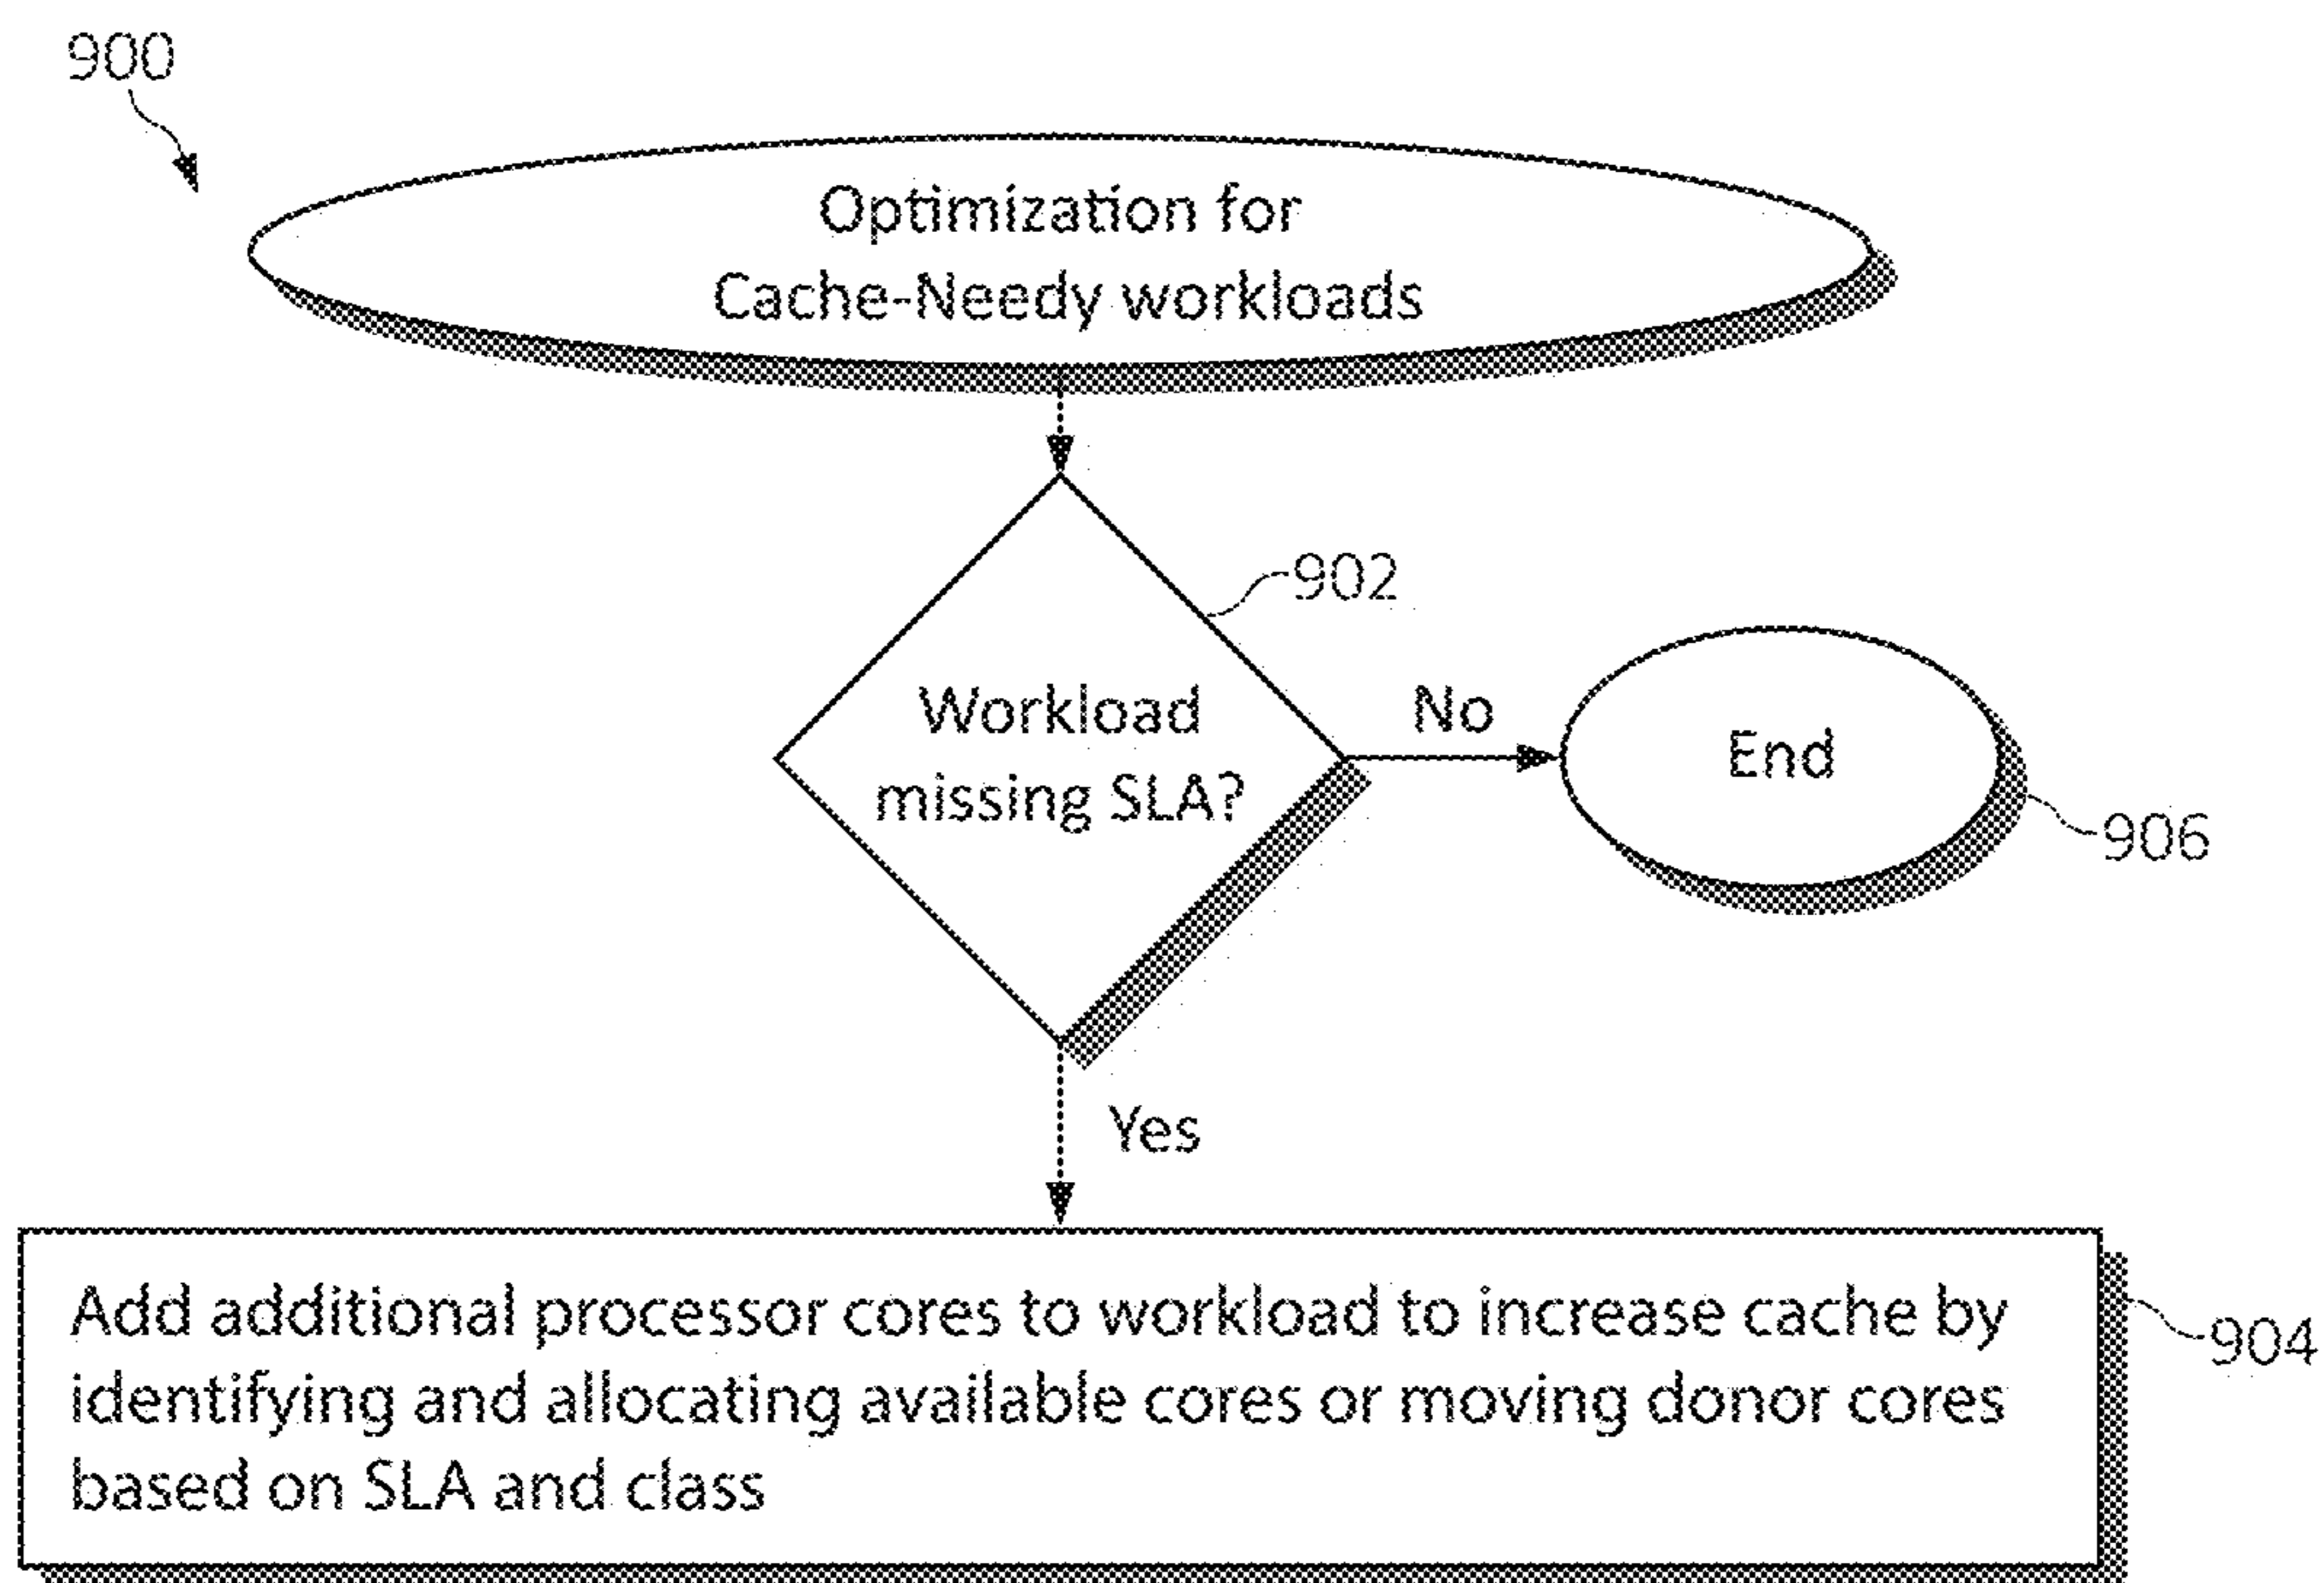 900
Optimization for
Cache-Needy workloads
902
Workload
missing SLA?
No
End
906
Yes
Add additional processor cores to workload to increase cache by
identifying and allocating available cores or moving donor cores
based on SLA and class
904